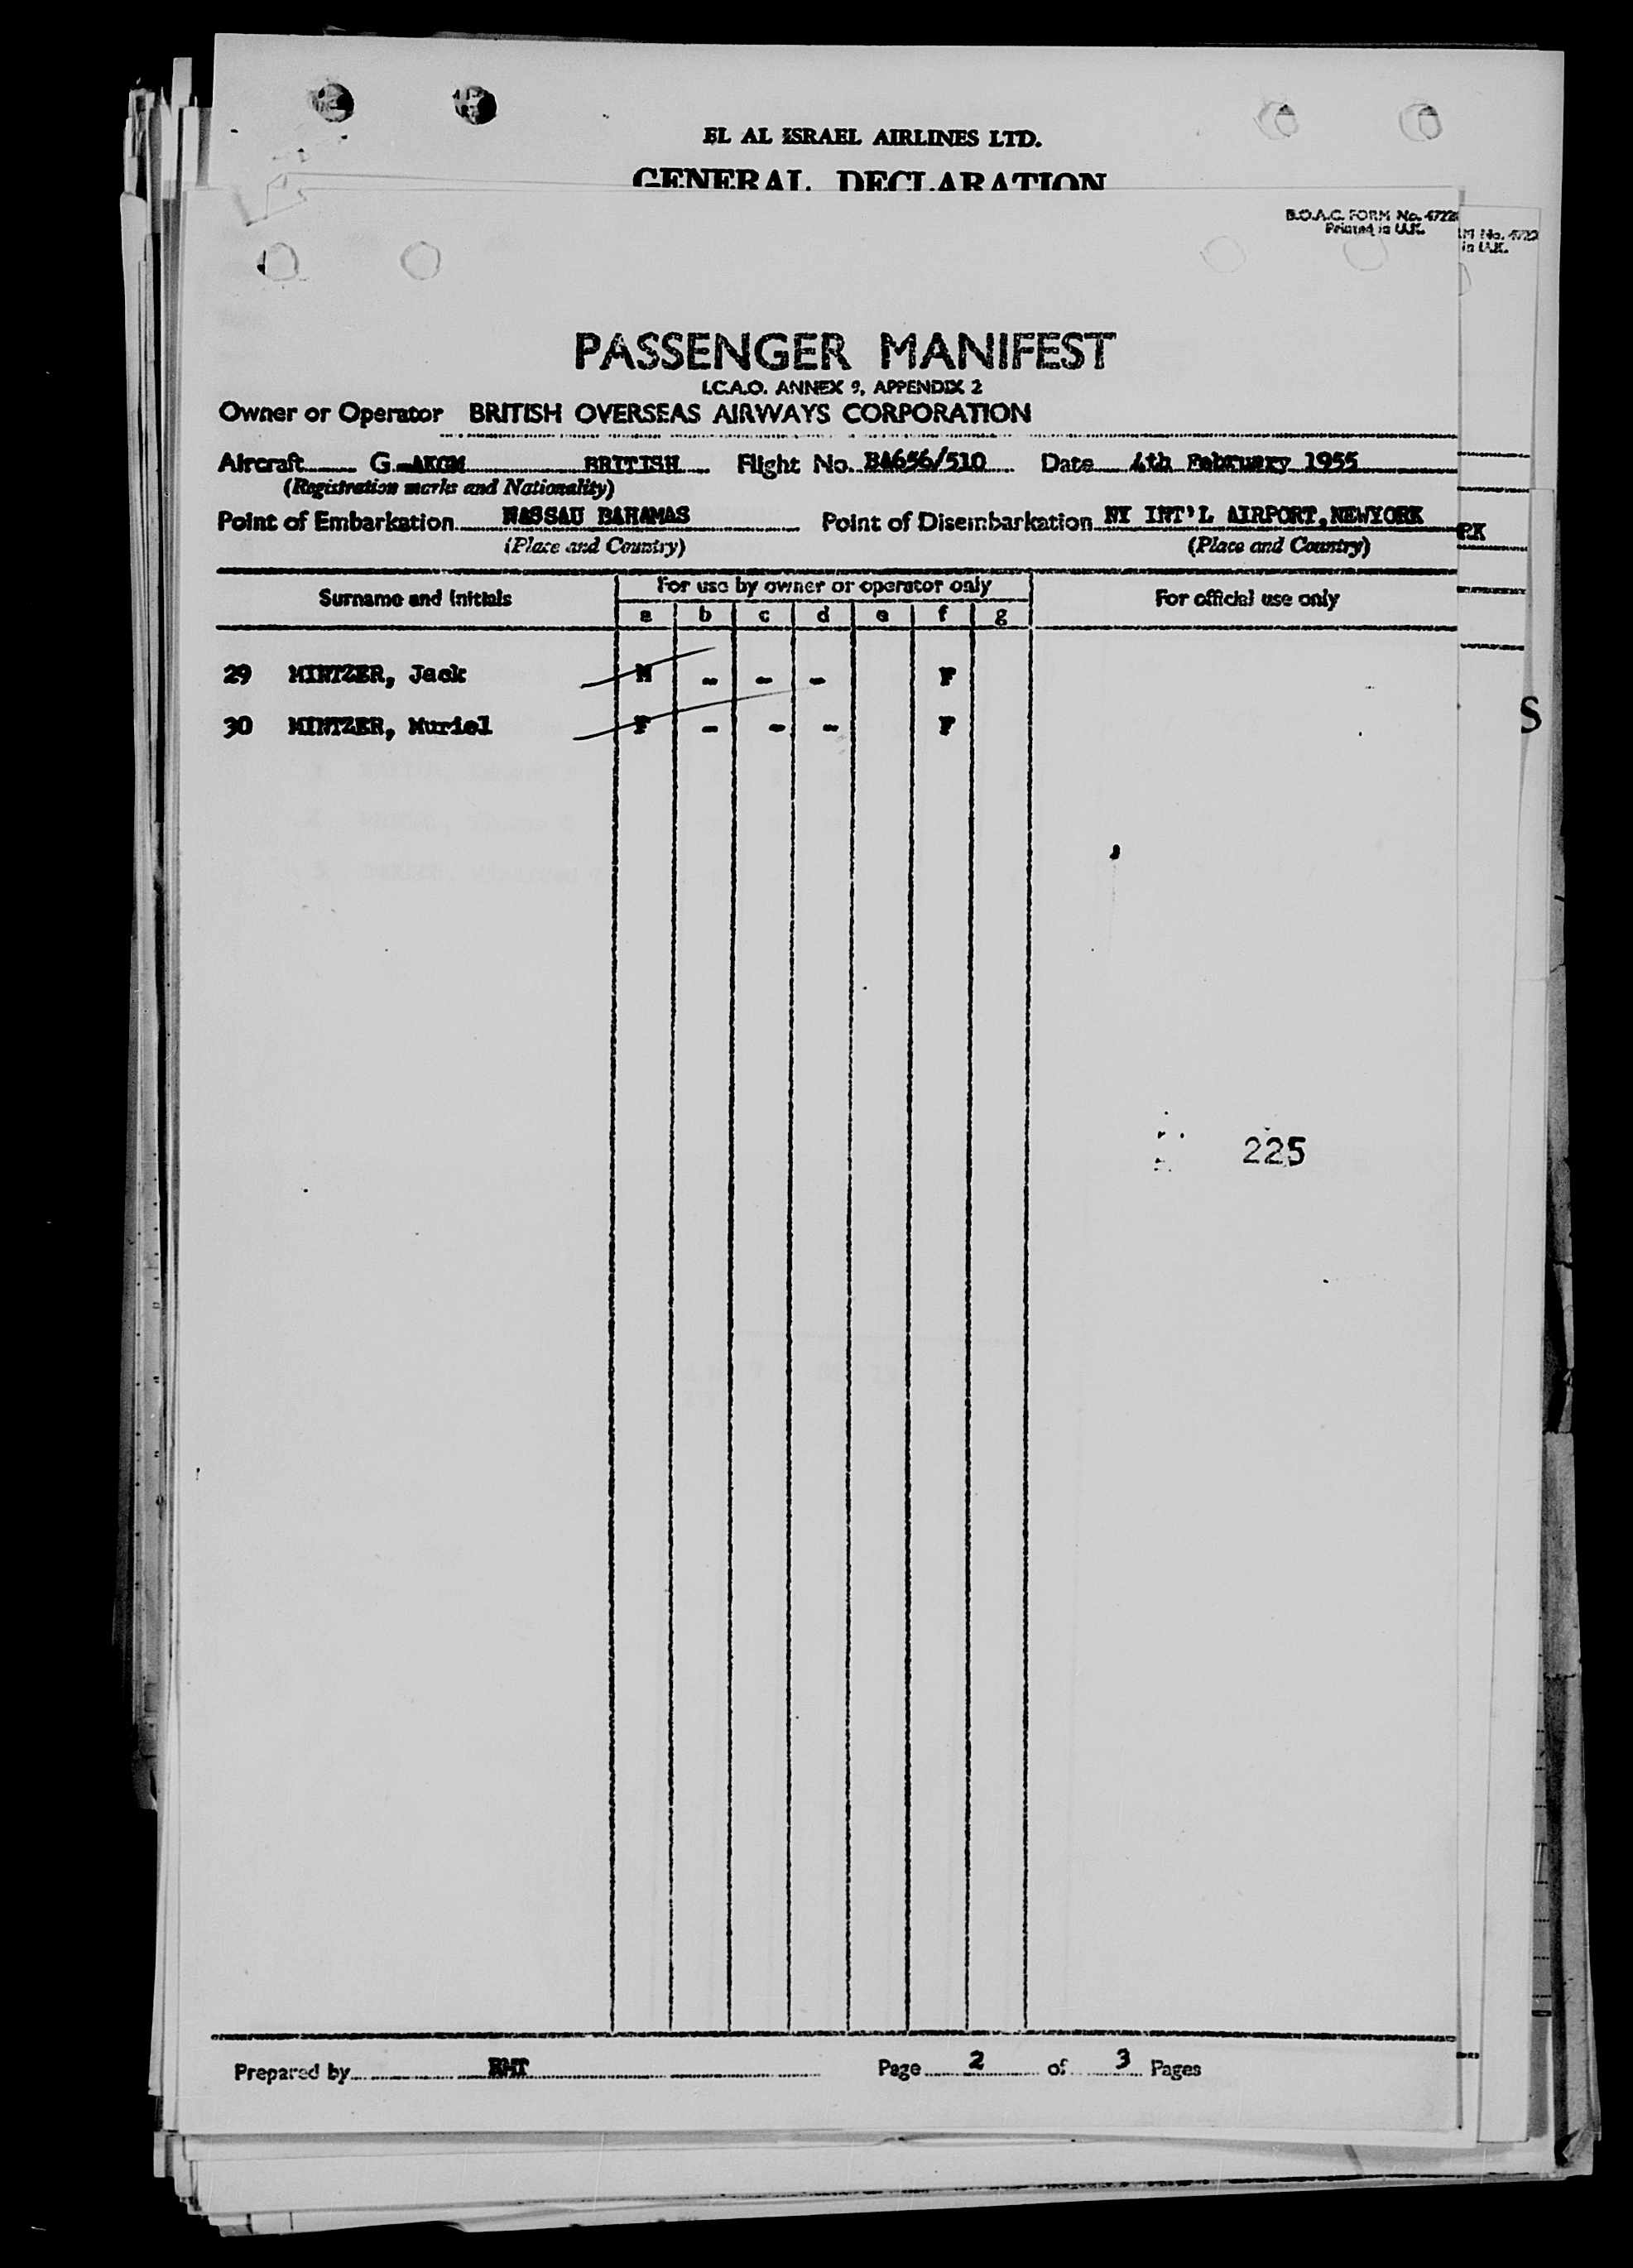 EL AL ISRAEL AIRLINES LTD.
GENERAL DECLARATION
B.O.A.C. FORM No. 4722
Printed in U.K.
M No. 4722
in U.K.
PASSENGER MANIFEST
I.C.A.O. ANNEX 9, APPENDIX 2
Owner or Operator BRITISH OVERSEAS AIRWAYS CORPORATION
Aircraft G-AKGM BRITISH Flight No. BA656/510 Date 4th February 1955
(Registration marks and Nationality)
Point of Embarkation NASSAU BAHAMAS Point of Disembarkation NY INT'L AIRPORT, NEWYORK
RK
(Place and Country) (Place and Country)
Surname and initials For use by owner or operator only For official use only
a b c d e f g
29 MINTZER, Jack M - - - F
30 MINTZER, Muriel F - - - F
S
225
Prepared by Page 2 of 3 Pages